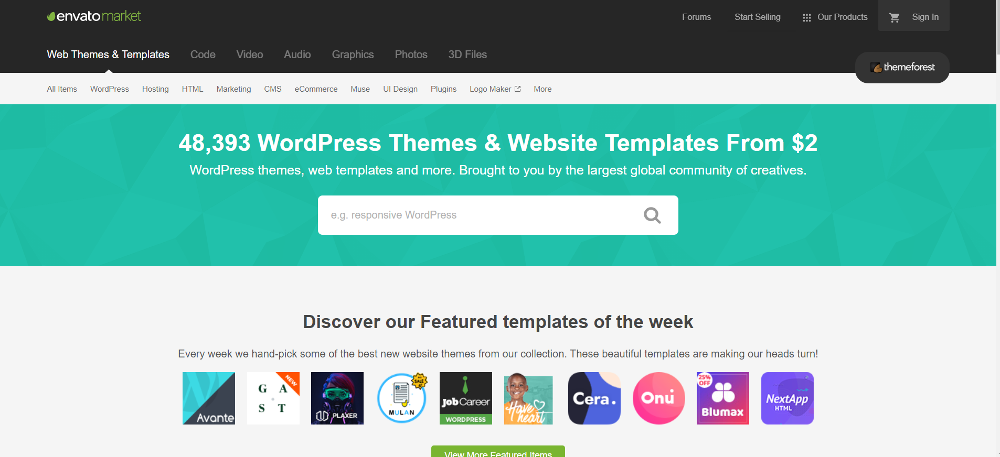 envatomarket
Forums
Start Selling
Our Products
Sign In
Web Themes & Templates
Code
Video
Audio
Graphics
Photos
3D Files
themeforest
All Items
WordPress
Hosting
HTML
Marketing
CMS
eCommerce
Muse
UI Design
Plugins
Logo Maker
More
48,393 WordPress Themes & Website Templates From $2
WordPress themes, web templates and more. Brought to you by the largest global community of creatives.
e.g. responsive WordPress
Discover our Featured templates of the week
Every week we hand-pick some of the best new website themes from our collection. These beautiful templates are making our heads turn!
Avante
NEW
G A
S T
PLAXER
SALE
MULAN
JobCareer
WORDPRESS
Have
heart
Cera.
Onu
25%
OFF
Blumax
NextApp
HTML
View More Featured Items